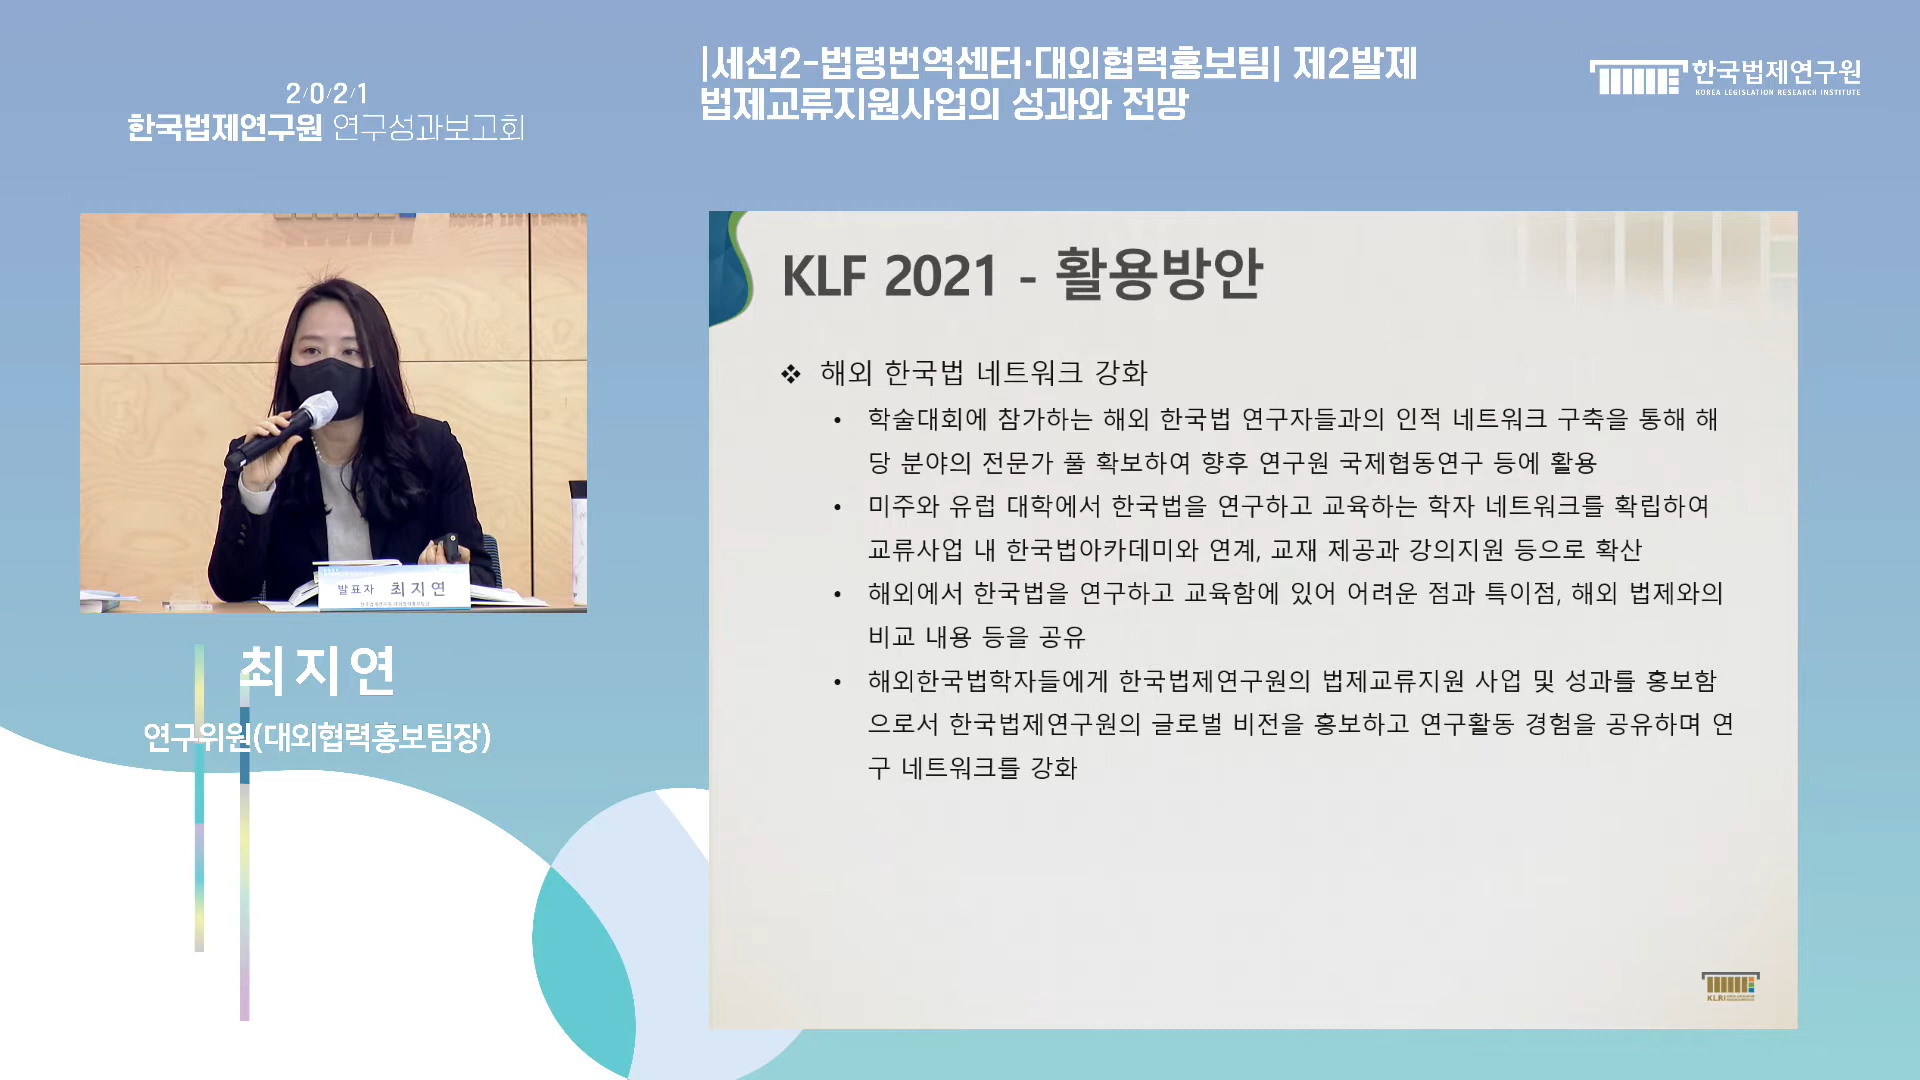 2/0/2/1
한국법제연구원 연구성과보고회
|세션2-법령번역센터·대외협력홍보팀| 제2발제
법제교류지원사업의 성과와 전망
한국법제연구원
KOREA LEGISLATION RESEARCH INSTITUTE
발표자 최지연
최지연
연구위원(대외협력홍보팀장)
KLF 2021 - 활용방안
❖ 해외 한국법 네트워크 강화
• 학술대회에 참가하는 해외 한국법 연구자들과의 인적 네트워크 구축을 통해 해
당 분야의 전문가 풀 확보하여 향후 연구원 국제협동연구 등에 활용
• 미주와 유럽 대학에서 한국법을 연구하고 교육하는 학자 네트워크를 확립하여
교류사업 내 한국법아카데미와 연계, 교재 제공과 강의지원 등으로 확산
• 해외에서 한국법을 연구하고 교육함에 있어 어려운 점과 특이점, 해외 법제와의
비교 내용 등을 공유
• 해외한국법학자들에게 한국법제연구원의 법제교류지원 사업 및 성과를 홍보함
으로서 한국법제연구원의 글로벌 비전을 홍보하고 연구활동 경험을 공유하며 연
구 네트워크를 강화
KLRI